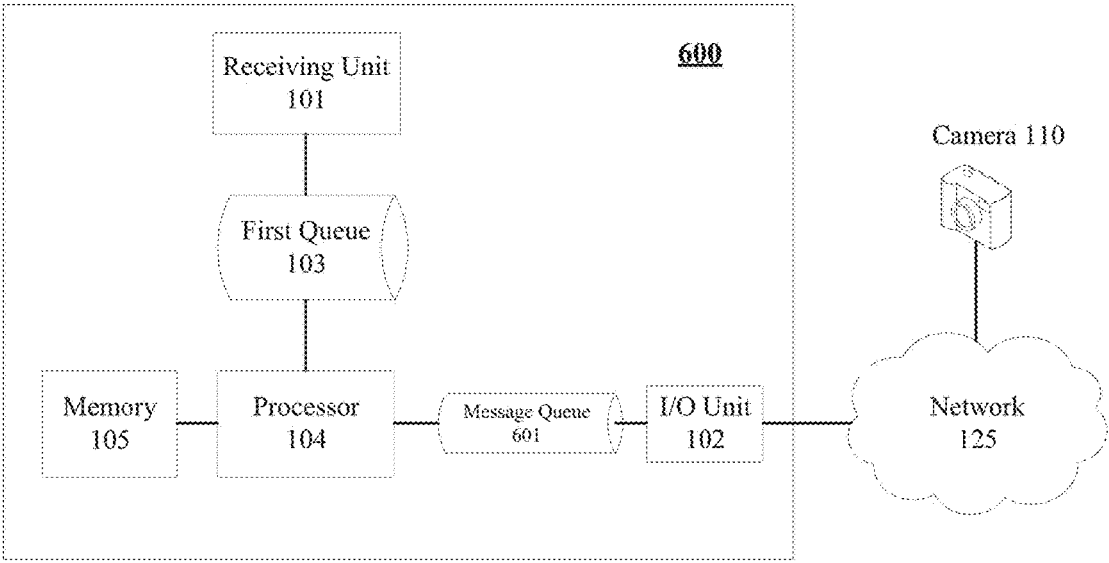 600
Receiving Unit
101
Camera 110
First Queue
103
Memory
105
Processor
104
Message Queue
601
I/O Unit
102
Network
125